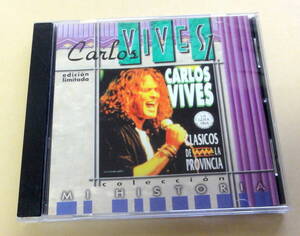 Carlos VIVES
edición
limitada
CARLOS
VIVES
CLASICOS
DE LA
PROVINCIA
colección
MI HISTORIA